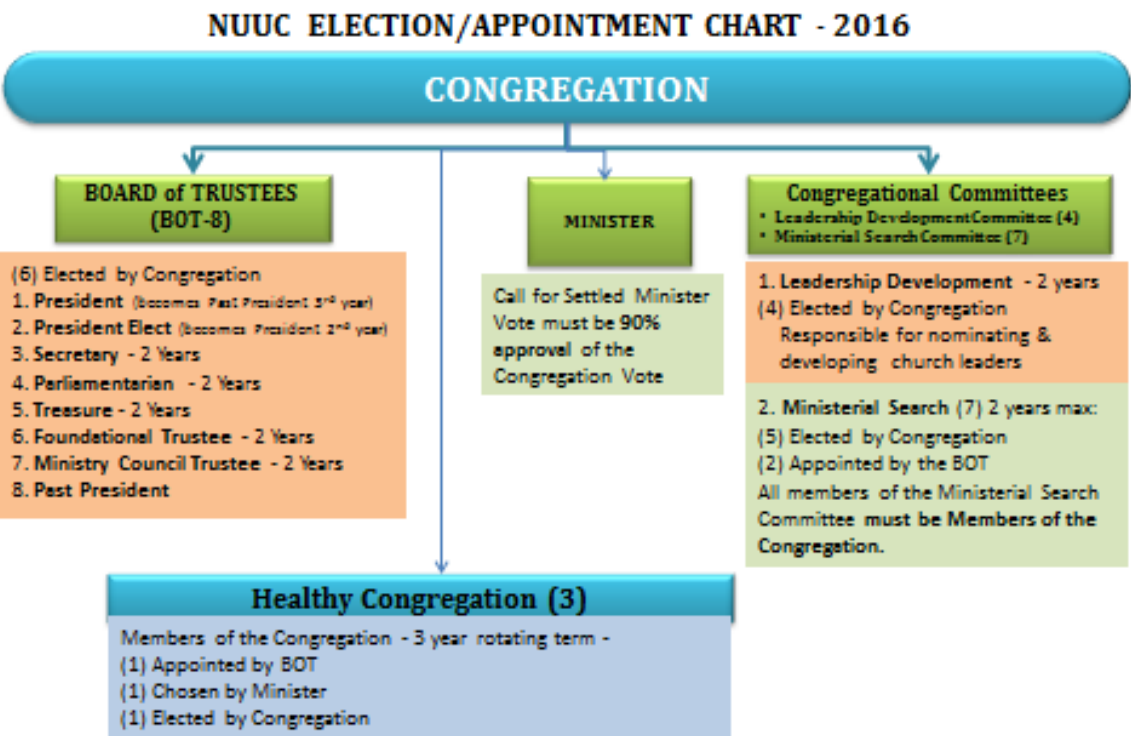 NUUC ELECTION/APPOINTMENT CHART - 2016
CONGREGATION
BOARD of TRUSTEES
(BOT-8)
(6) Elected by Congregation
1. President (becomes Past President 3rd year)
2. President Elect (becomes President 2nd year)
3. Secretary - 2 Years
4. Parliamentarian - 2 Years
5. Treasure - 2 Years
6. Foundational Trustee - 2 Years
7. Ministry Council Trustee - 2 Years
8. Past President
MINISTER
Call for Settled Minister
Vote must be 90%
approval of the
Congregation Vote
Congregational Committees
• Leadership Development Committee (4)
• Ministerial Search Committee (7)
1. Leadership Development - 2 years
(4) Elected by Congregation
Responsible for nominating &
developing church leaders
2. Ministerial Search (7) 2 years max:
(5) Elected by Congregation
(2) Appointed by the BOT
All members of the Ministerial Search
Committee must be Members of the
Congregation.
Healthy Congregation (3)
Members of the Congregation - 3 year rotating term -
(1) Appointed by BOT
(1) Chosen by Minister
(1) Elected by Congregation